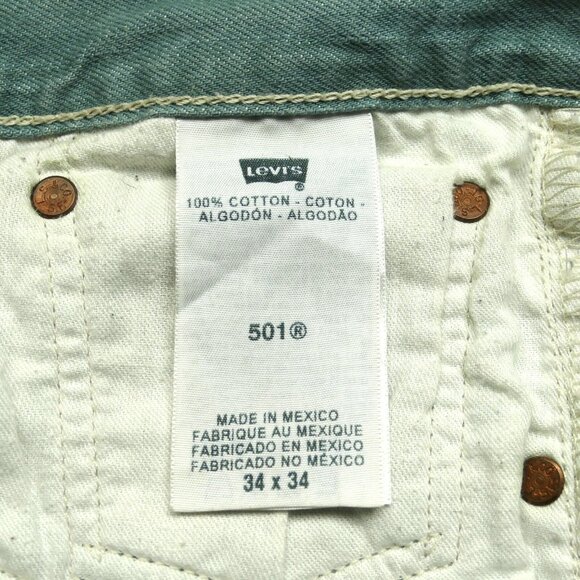 Levi's
®
100% COTTON - COTON -
ALGODÓN - ALGODÃO
501®
MADE IN MEXICO
FABRIQUE AU MEXIQUE
FABRICADO EN MEXICO
FABRICADO NO MÉXICO
34 x 34